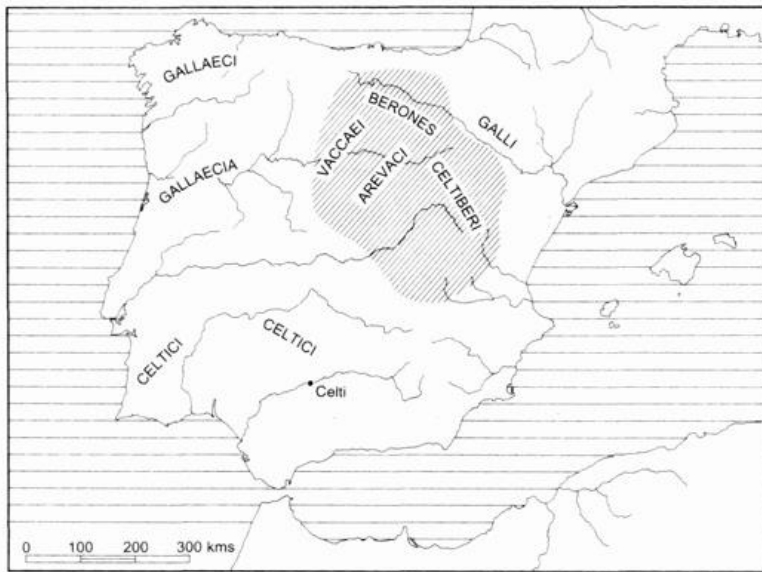 GALLAECI
BERONES
GALLI
VACCAEI
AREVACI
CELTIBERI
GALLAECIA
CELTICI
CELTICI
Celti
0 100 200 300 kms